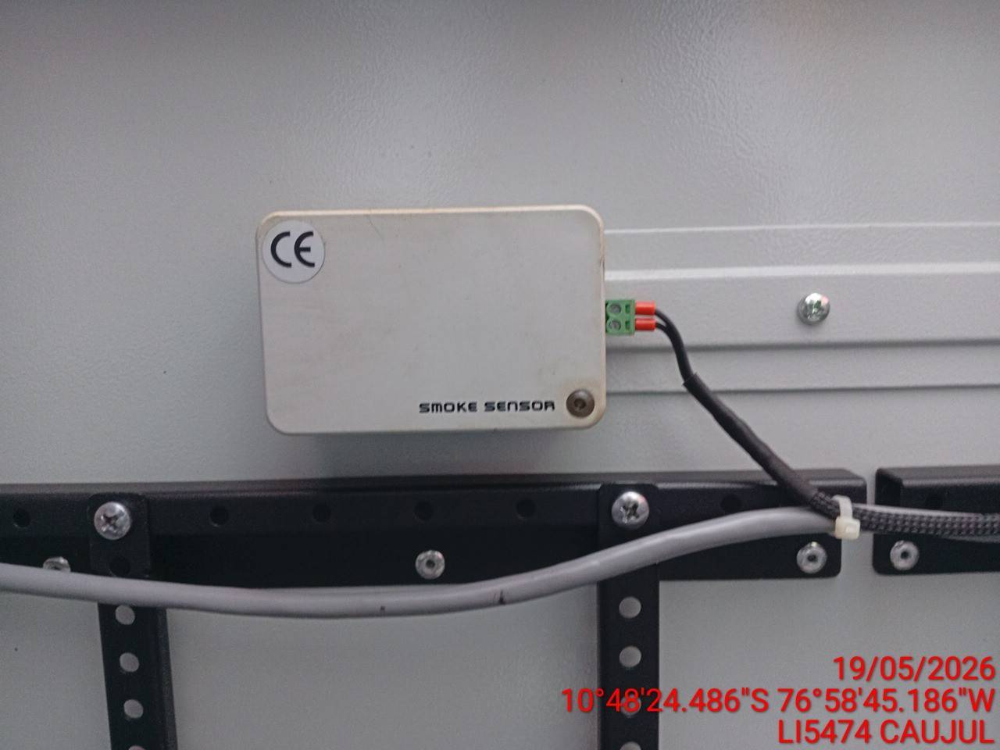 CE
SMOKE SENSOR
19/05/2026
10°48'24.486"S 76°58'45.186"W
LI5474 CAUJUL